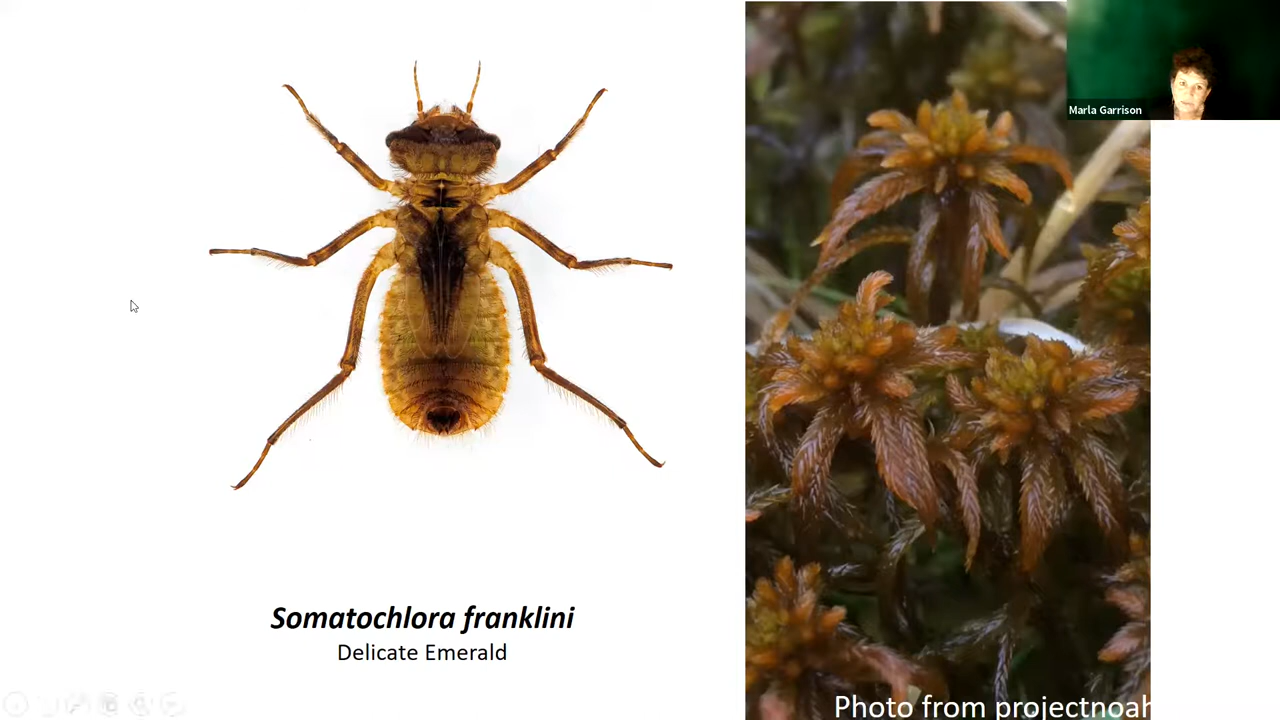 Marla Garrison
Somatochlora franklini
Delicate Emerald
Photo from projectnoah